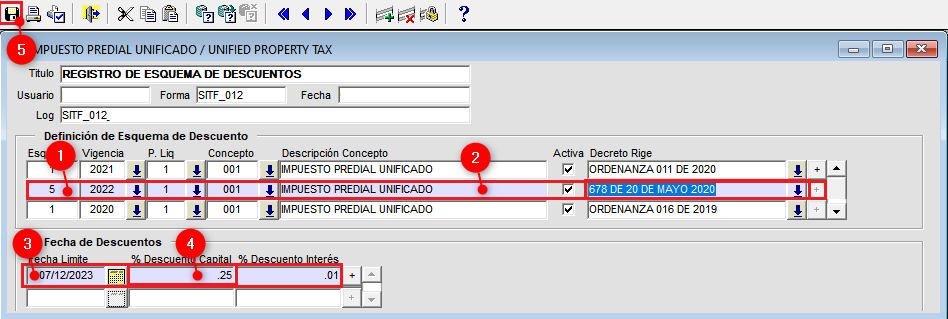 5
IMPUESTO PREDIAL UNIFICADO / UNIFIED PROPERTY TAX
Titulo REGISTRO DE ESQUEMA DE DESCUENTOS
Usuario Forma SITF_012 Fecha
Log SITF_012_
Definición de Esquema de Descuento
1 2
Esq Vigencia P. Liq Concepto Descripción Concepto Activa Decreto Rige
1 2021 1 001 IMPUESTO PREDIAL UNIFICADO ORDENANZA 011 DE 2020 +
5 2022 1 001 IMPUESTO PREDIAL UNIFICADO 678 DE 20 DE MAYO 2020 +
1 2020 1 001 IMPUESTO PREDIAL UNIFICADO ORDENANZA 016 DE 2019 +
3 Fecha de Descuentos 4
Fecha Limite % Descuento Capital % Descuento Interés
07/12/2023 .25 .01 +
+